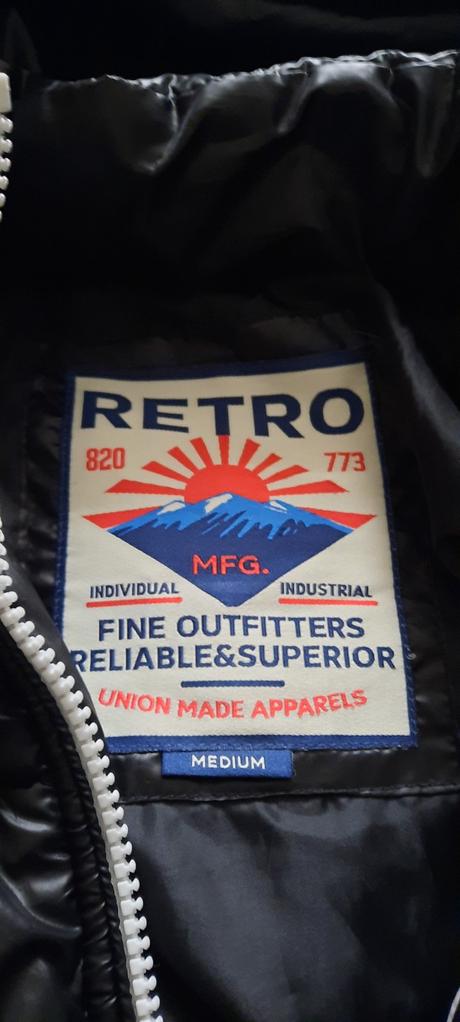 RETRO
820 773
MFG.
INDIVIDUAL INDUSTRIAL
FINE OUTFITTERS
RELIABLE&SUPERIOR
UNION MADE APPARELS
MEDIUM